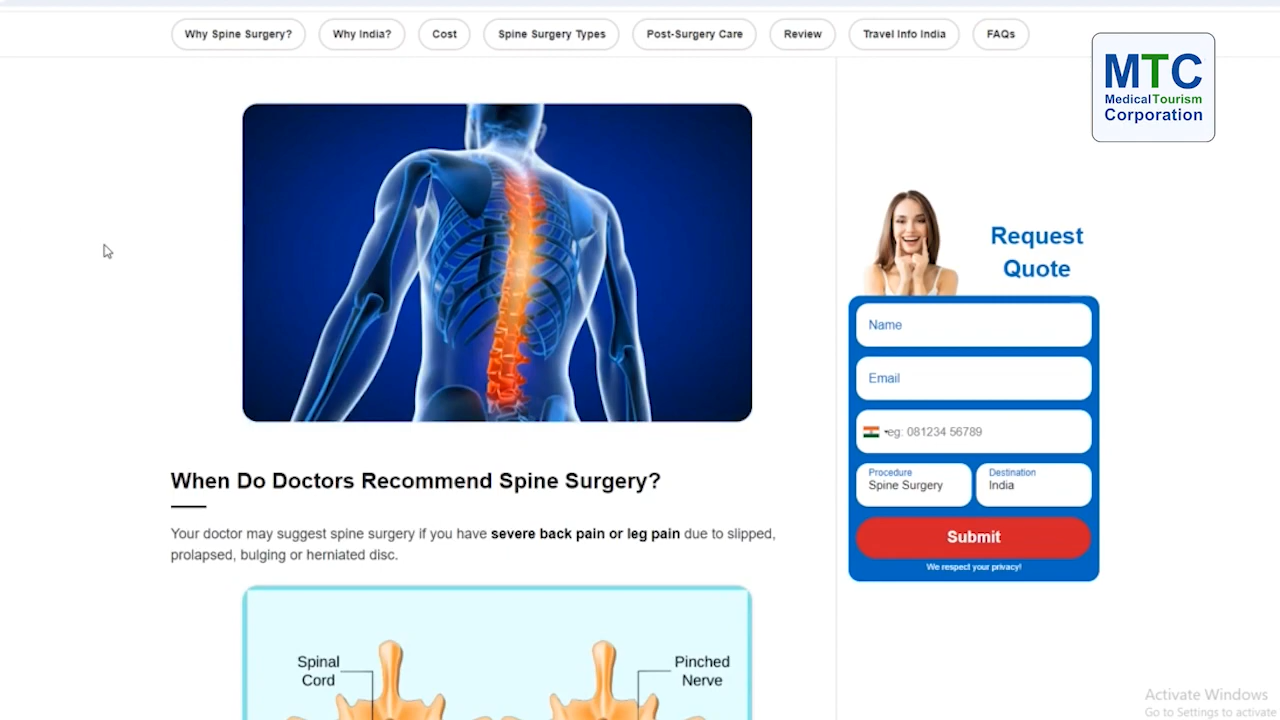 Why Spine Surgery?
Why India?
Cost
Spine Surgery Types
Post-Surgery Care
Review
Travel Info India
FAQs
MTC
MedicalTourism
Corporation
Request
Quote
Name
Email
eg: 081234 56789
Procedure
Spine Surgery
Destination
India
Submit
We respect your privacy!
When Do Doctors Recommend Spine Surgery?
Your doctor may suggest spine surgery if you have severe back pain or leg pain due to slipped,
prolapsed, bulging or herniated disc.
Spinal
Cord
Pinched
Nerve
Activate Windows
Go to Settings to activate